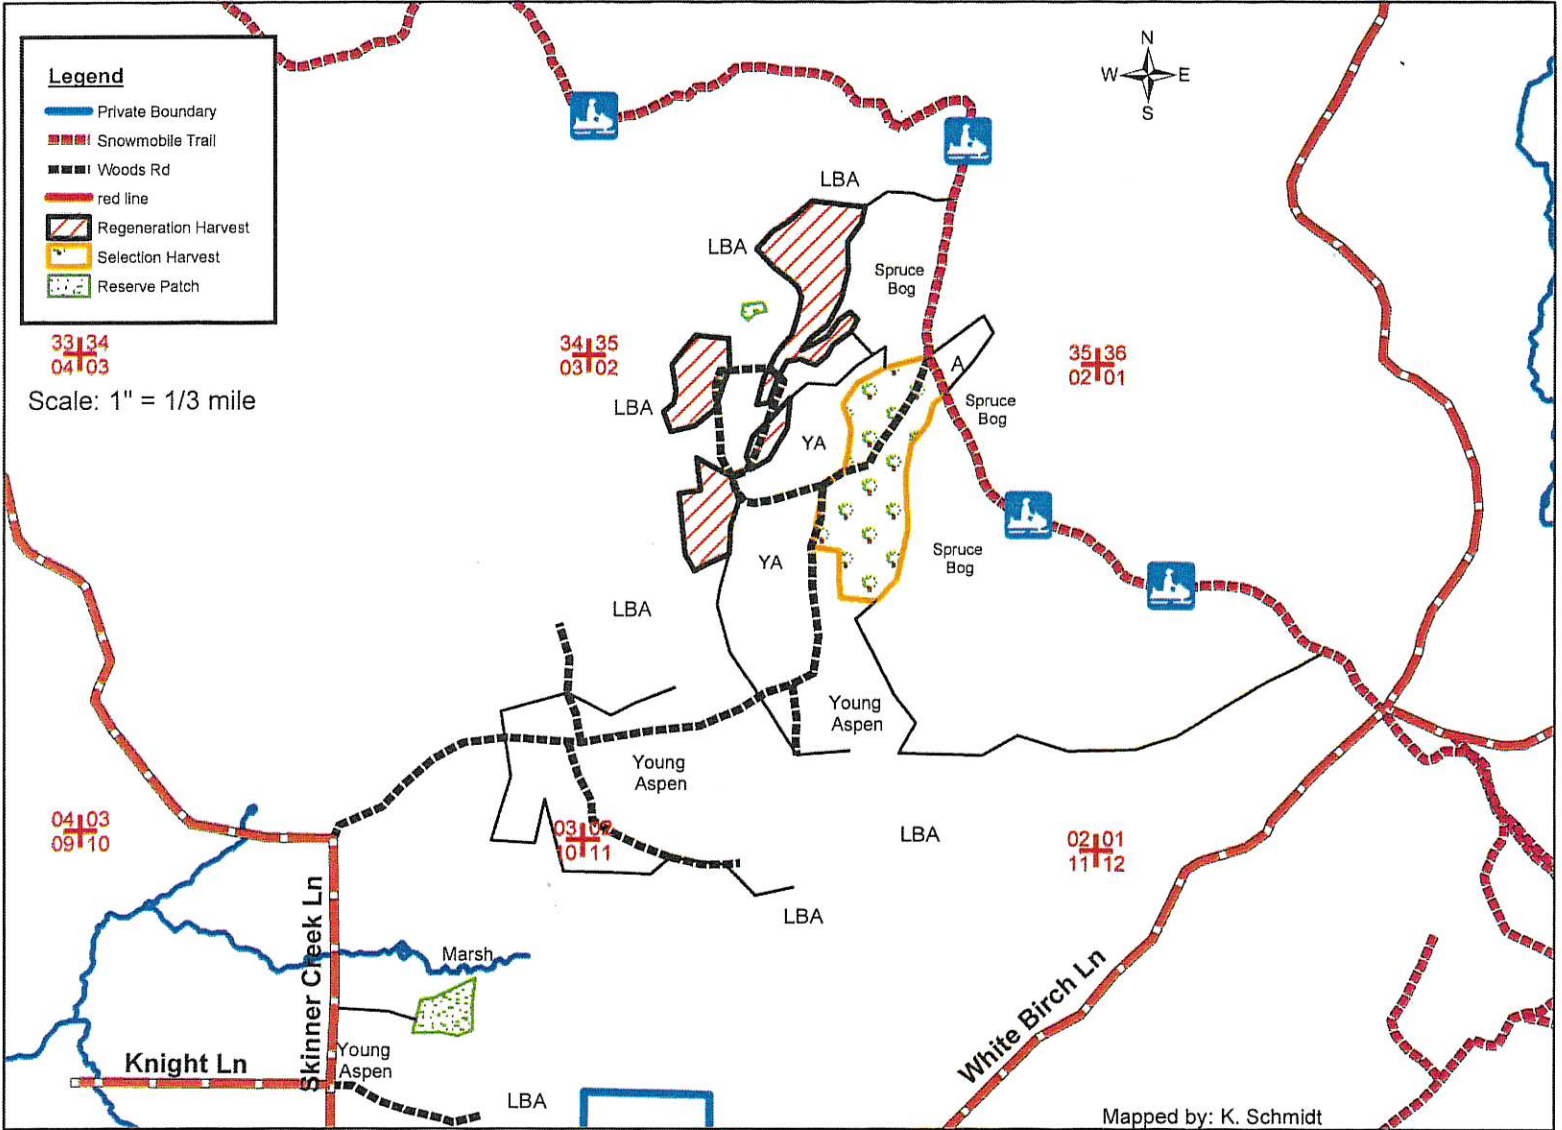 N
W E
S
Legend
Private Boundary
Snowmobile Trail
Woods Rd
red line
Regeneration Harvest
Selection Harvest
Reserve Patch
LBA
LBA
Spruce
Bog
33 34
04 03
34 35
03 02
35 36
02 01
Scale: 1" = 1/3 mile
A
LBA
Spruce
Bog
YA
YA
Spruce
Bog
LBA
Young
Aspen
Young
Aspen
04 03
09 10
03 02
10 11
LBA
02 01
11 12
LBA
Skinner Creek Ln
Marsh
White Birch Ln
Young
Aspen
Knight Ln
LBA
Mapped by: K. Schmidt